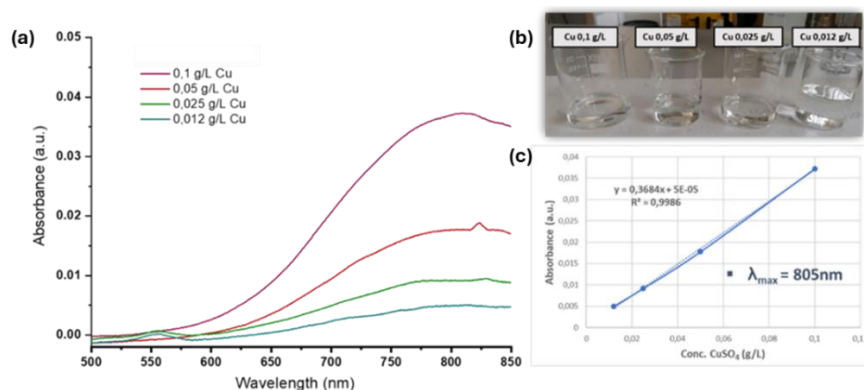 (a)
0.05
0.04
0.03
0.02
0.01
0.00
Absorbance (a.u.)
0,1 g/L Cu
0,05 g/L Cu
0,025 g/L Cu
0,012 g/L Cu
500 550 600 650 700 750 800 850
Wavelength (nm)
(b)
Cu 0,1 g/L Cu 0,05 g/L Cu 0,025 g/L Cu 0,012 g/L
(c)
0,04
0,035
0,03
0,025
0,02
0,015
0,01
0,005
0
Absorbance (a.u.)
y = 0,3684x + 5E-05
R² = 0,9986
λmax = 805nm
0 0,02 0,04 0,06 0,08 0,1 0,1
Conc. CuSO₄ (g/L)